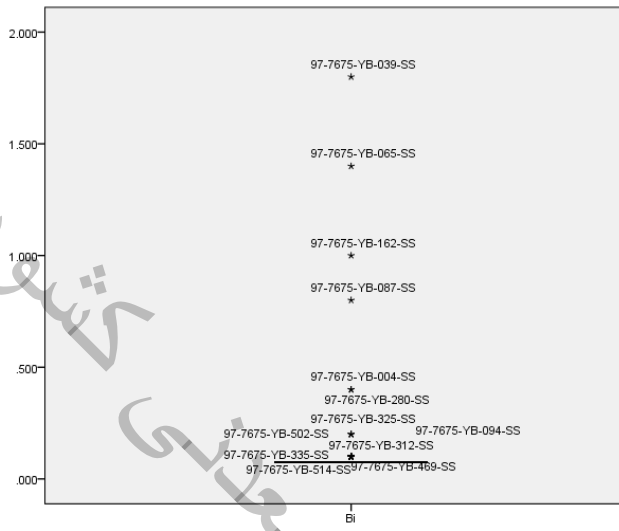 2.000
97-7675-YB-039-SS
1.500
97-7675-YB-065-SS
97-7675-YB-162-SS
1.000
97-7675-YB-087-SS
97-7675-YB-004-SS
.500
97-7675-YB-280-SS
97-7675-YB-325-SS
97-7675-YB-502-SS
97-7675-YB-094-SS
97-7675-YB-312-SS
97-7675-YB-335-SS
97-7675-YB-514-SS
97-7675-YB-469-SS
.000
Bi